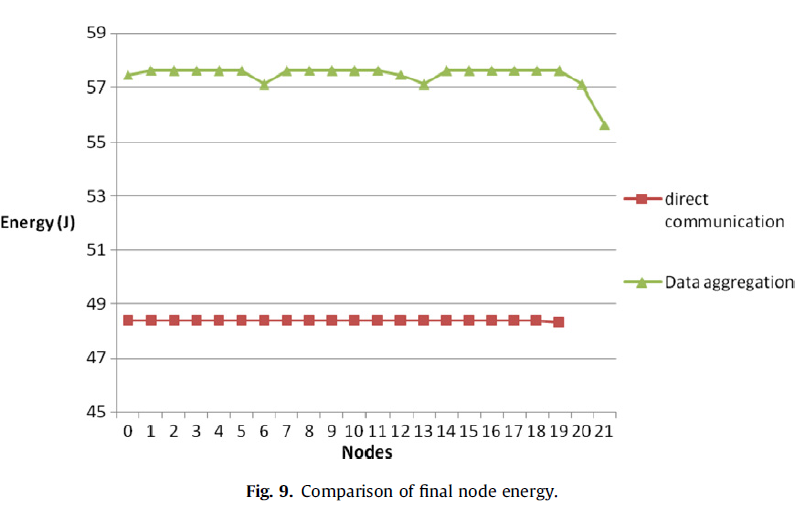 59
57
55
53
51
49
47
45
Energy (J)
0 1 2 3 4 5 6 7 8 9 10 11 12 13 14 15 16 17 18 19 20 21
Nodes
direct
communication
Data aggregation
Fig. 9. Comparison of final node energy.